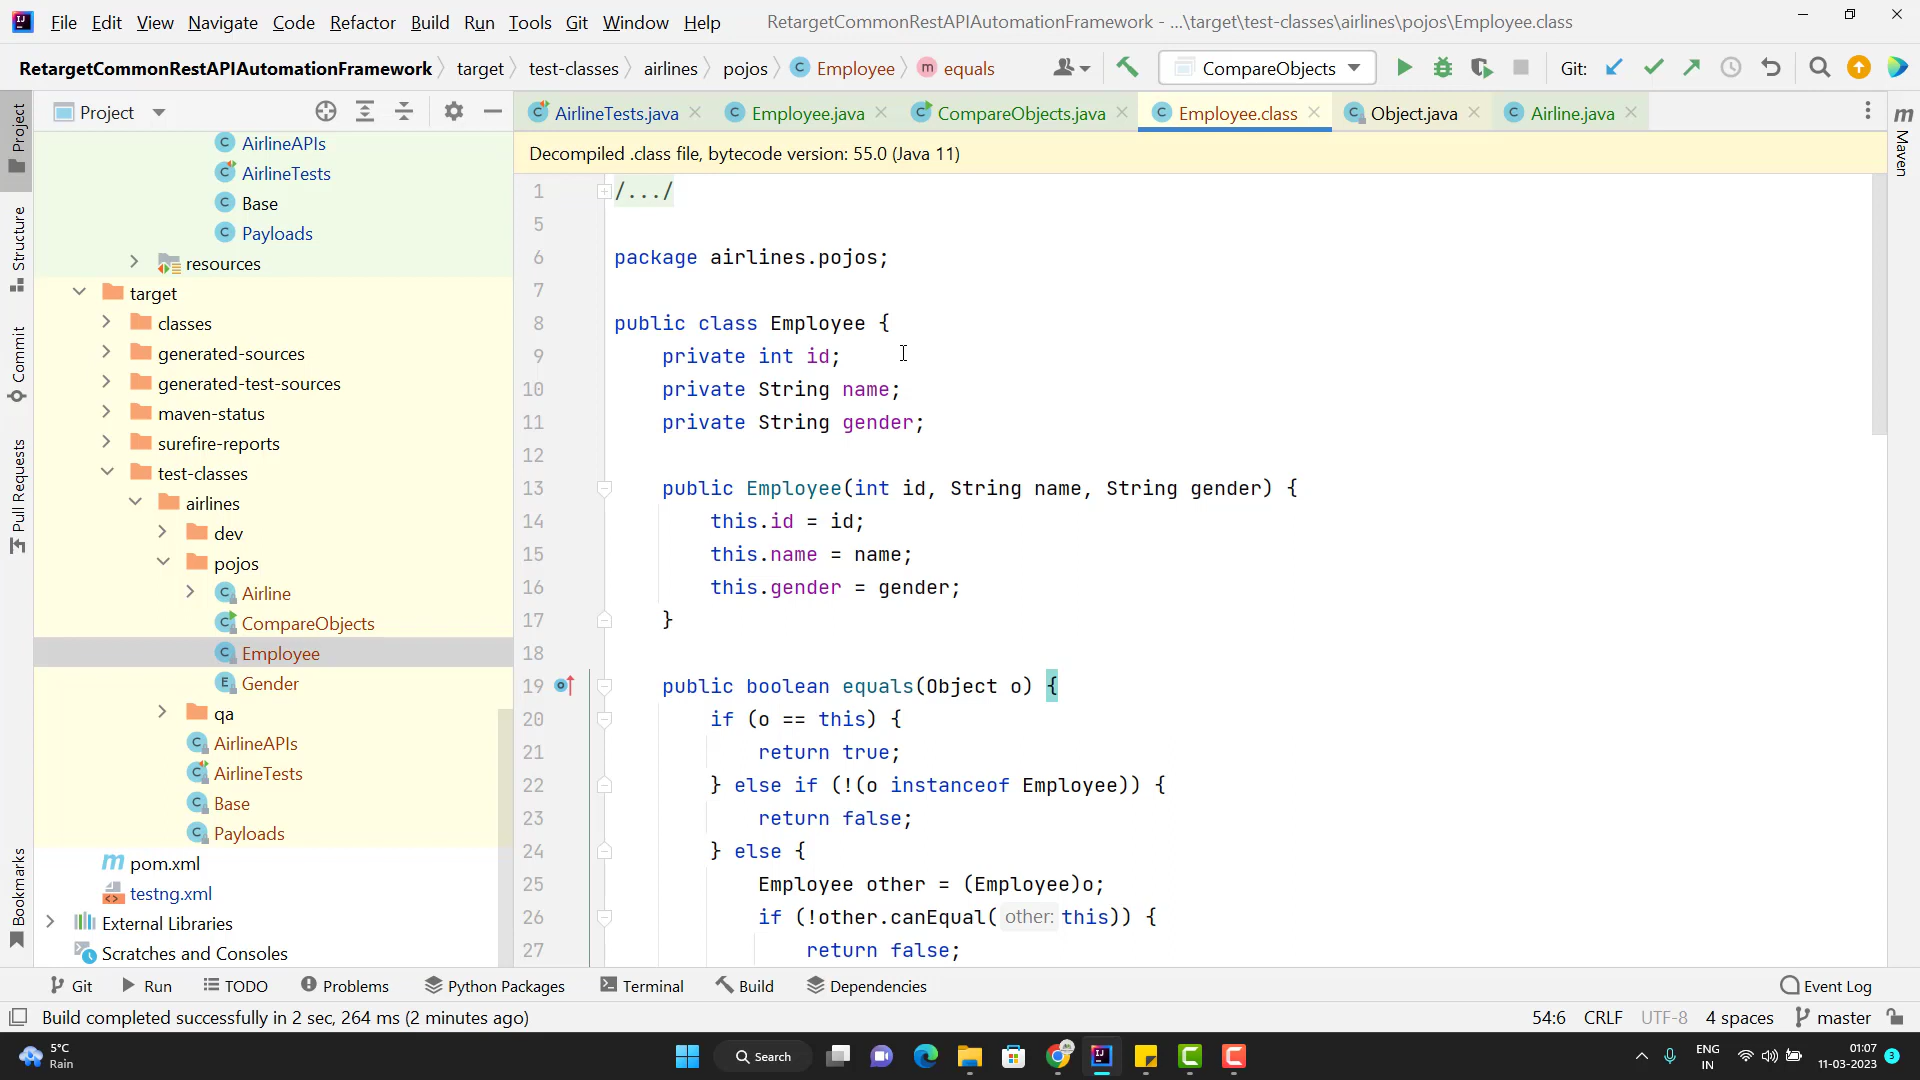 File Edit View Navigate Code Refactor Build Run Tools Git Window Help RetargetCommonRestAPIAutomationFramework - ...\target\test-classes\airlines\pojos\Employee.class
RetargetCommonRestAPIAutomationFramework target test-classes airlines pojos Employee equals CompareObjects Git:
Project
AirlineTests.java Employee.java CompareObjects.java Employee.class Object.java Airline.java
Decompiled .class file, bytecode version: 55.0 (Java 11)
Project
Structure
Commit
Pull Requests
Bookmarks
Maven
AirlineAPIs
AirlineTests
Base
Payloads
resources
target
classes
generated-sources
generated-test-sources
maven-status
surefire-reports
test-classes
airlines
dev
pojos
Airline
CompareObjects
Employee
Gender
qa
AirlineAPIs
AirlineTests
Base
Payloads
pom.xml
testng.xml
External Libraries
Scratches and Consoles
1 /.../
5
6 package airlines.pojos;
7
8 public class Employee {
9 private int id;
10 private String name;
11 private String gender;
12
13 public Employee(int id, String name, String gender) {
14 this.id = id;
15 this.name = name;
16 this.gender = gender;
17 }
18
19 public boolean equals(Object o) {
20 if (o == this) {
21 return true;
22 } else if (!(o instanceof Employee)) {
23 return false;
24 } else {
25 Employee other = (Employee)o;
26 if (!other.canEqual( other: this)) {
27 return false;
Git Run TODO Problems Python Packages Terminal Build Dependencies Event Log
Build completed successfully in 2 sec, 264 ms (2 minutes ago) 54:6 CRLF UTF-8 4 spaces master
5°C
Rain
Search
ENG
IN
01:07
11-03-2023
3